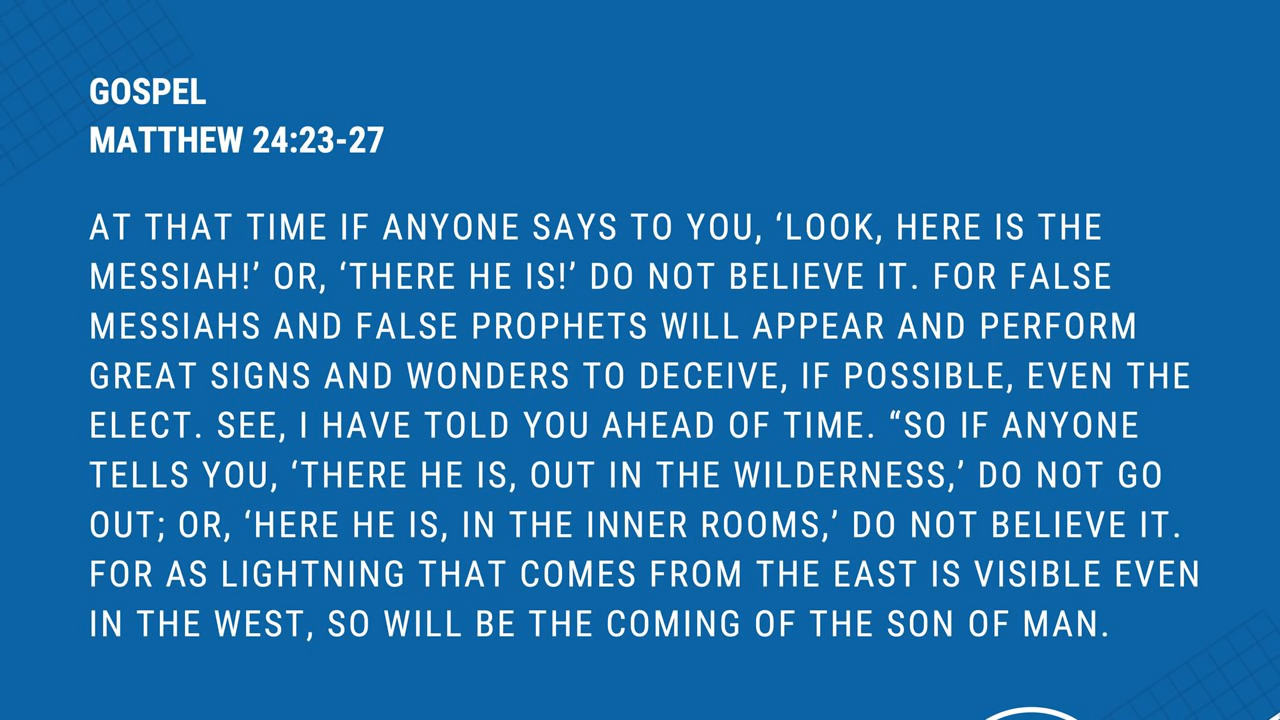 GOSPEL
MATTHEW 24:23-27
AT THAT TIME IF ANYONE SAYS TO YOU, ‘LOOK, HERE IS THE
MESSIAH!’ OR, ‘THERE HE IS!’ DO NOT BELIEVE IT. FOR FALSE
MESSIAHS AND FALSE PROPHETS WILL APPEAR AND PERFORM
GREAT SIGNS AND WONDERS TO DECEIVE, IF POSSIBLE, EVEN THE
ELECT. SEE, I HAVE TOLD YOU AHEAD OF TIME. “SO IF ANYONE
TELLS YOU, ‘THERE HE IS, OUT IN THE WILDERNESS,’ DO NOT GO
OUT; OR, ‘HERE HE IS, IN THE INNER ROOMS,’ DO NOT BELIEVE IT.
FOR AS LIGHTNING THAT COMES FROM THE EAST IS VISIBLE EVEN
IN THE WEST, SO WILL BE THE COMING OF THE SON OF MAN.